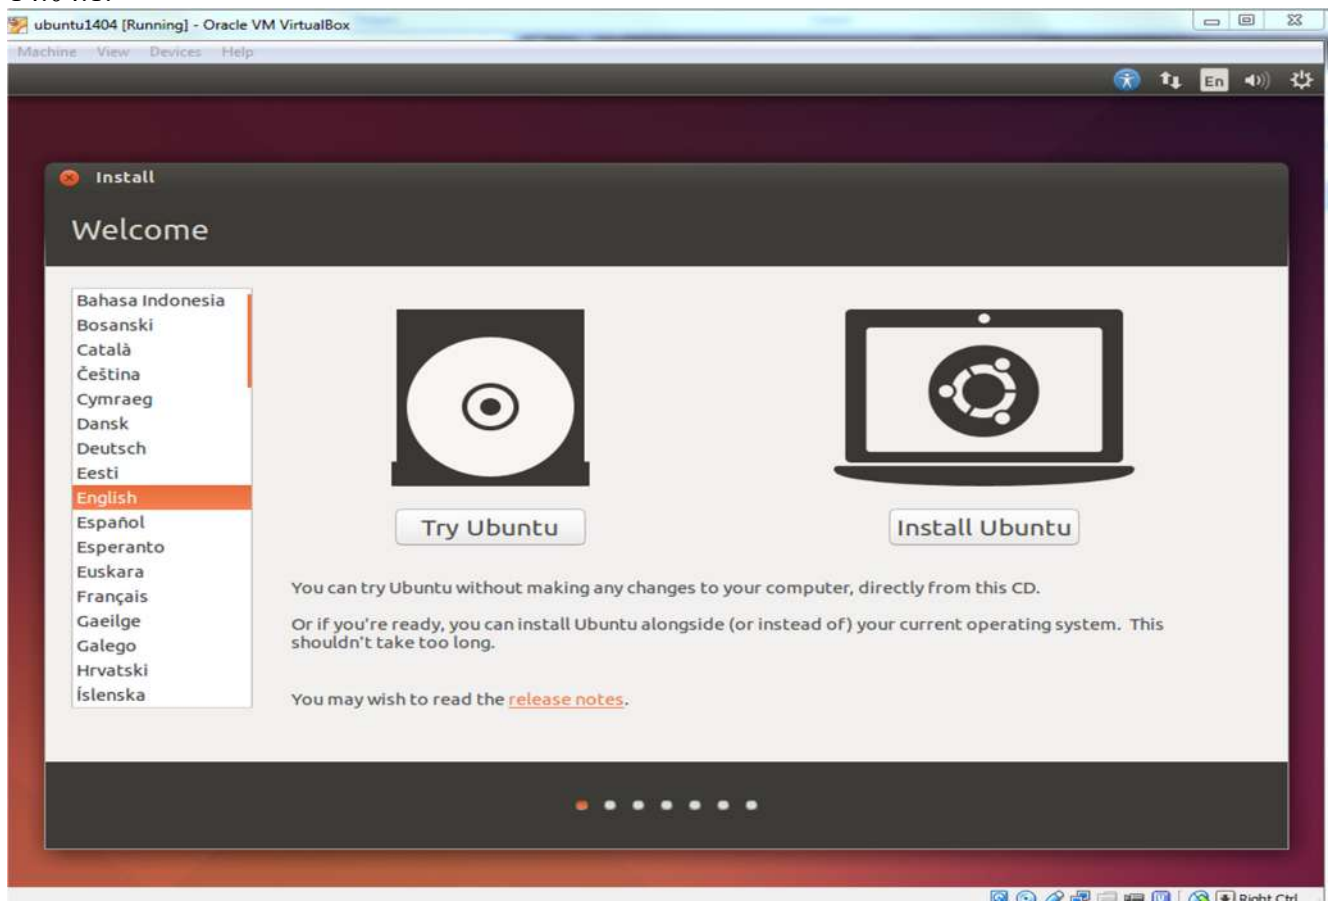 ubuntu1404 [Running] - Oracle VM VirtualBox
Machine View Devices Help
En
Install
Welcome
Bahasa Indonesia
Bosanski
Català
Čeština
Cymraeg
Dansk
Deutsch
Eesti
English
Español
Esperanto
Euskara
Français
Gaeilge
Galego
Hrvatski
Íslenska
Try Ubuntu
Install Ubuntu
You can try Ubuntu without making any changes to your computer, directly from this CD.
Or if you're ready, you can install Ubuntu alongside (or instead of) your current operating system. This
shouldn't take too long.
You may wish to read the release notes.
Right Ctrl